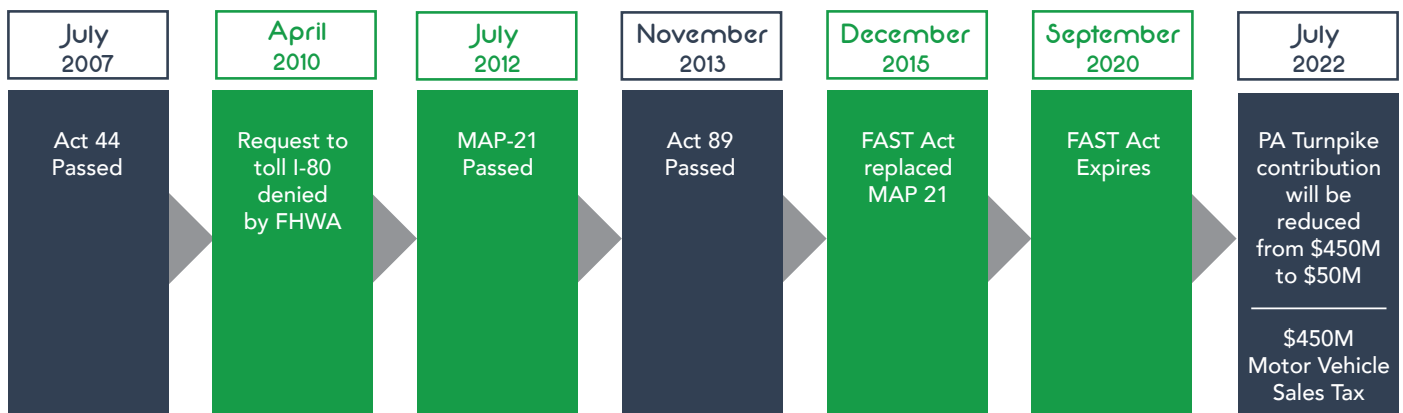 July
2007
April
2010
July
2012
November
2013
December
2015
September
2020
July
2022
Act 44
Passed
Request to
toll I-80
denied
by FHWA
MAP-21
Passed
Act 89
Passed
FAST Act
replaced
MAP 21
FAST Act
Expires
PA Turnpike
contribution
will be
reduced
from $450M
to $50M
$450M
Motor Vehicle
Sales Tax